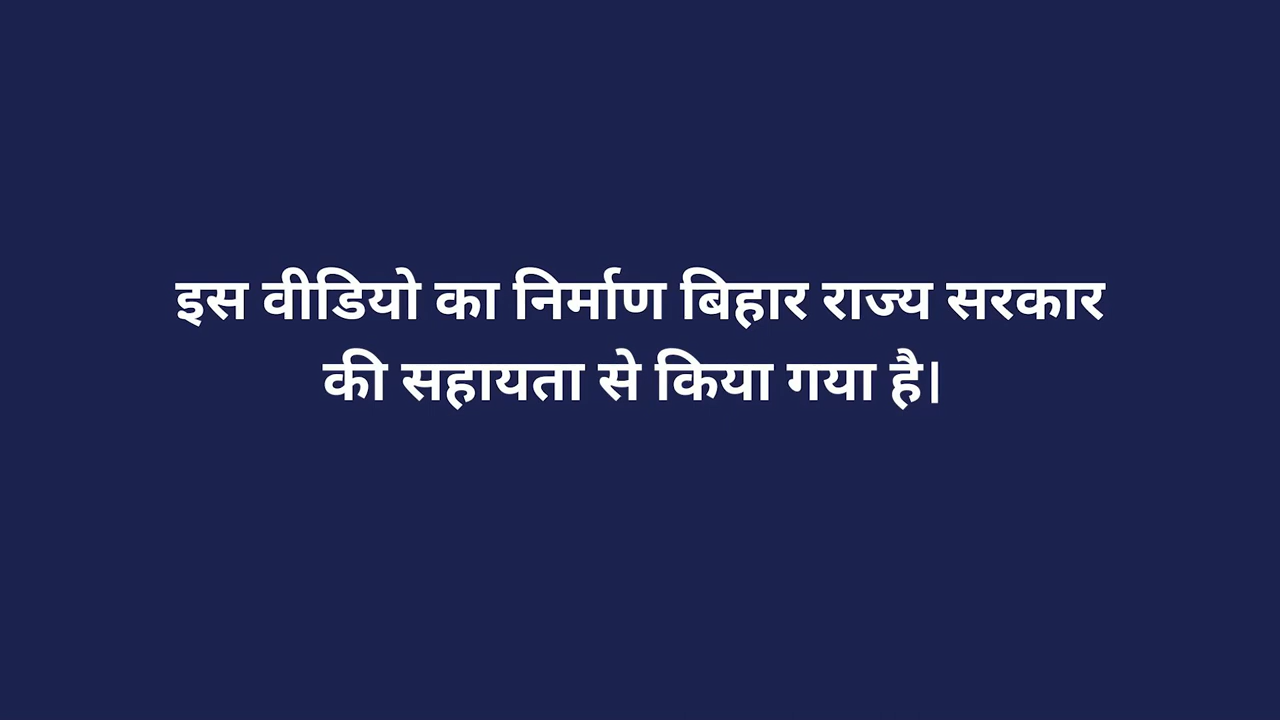 इस वीडियो का निर्माण बिहार राज्य सरकार
की सहायता से किया गया है।